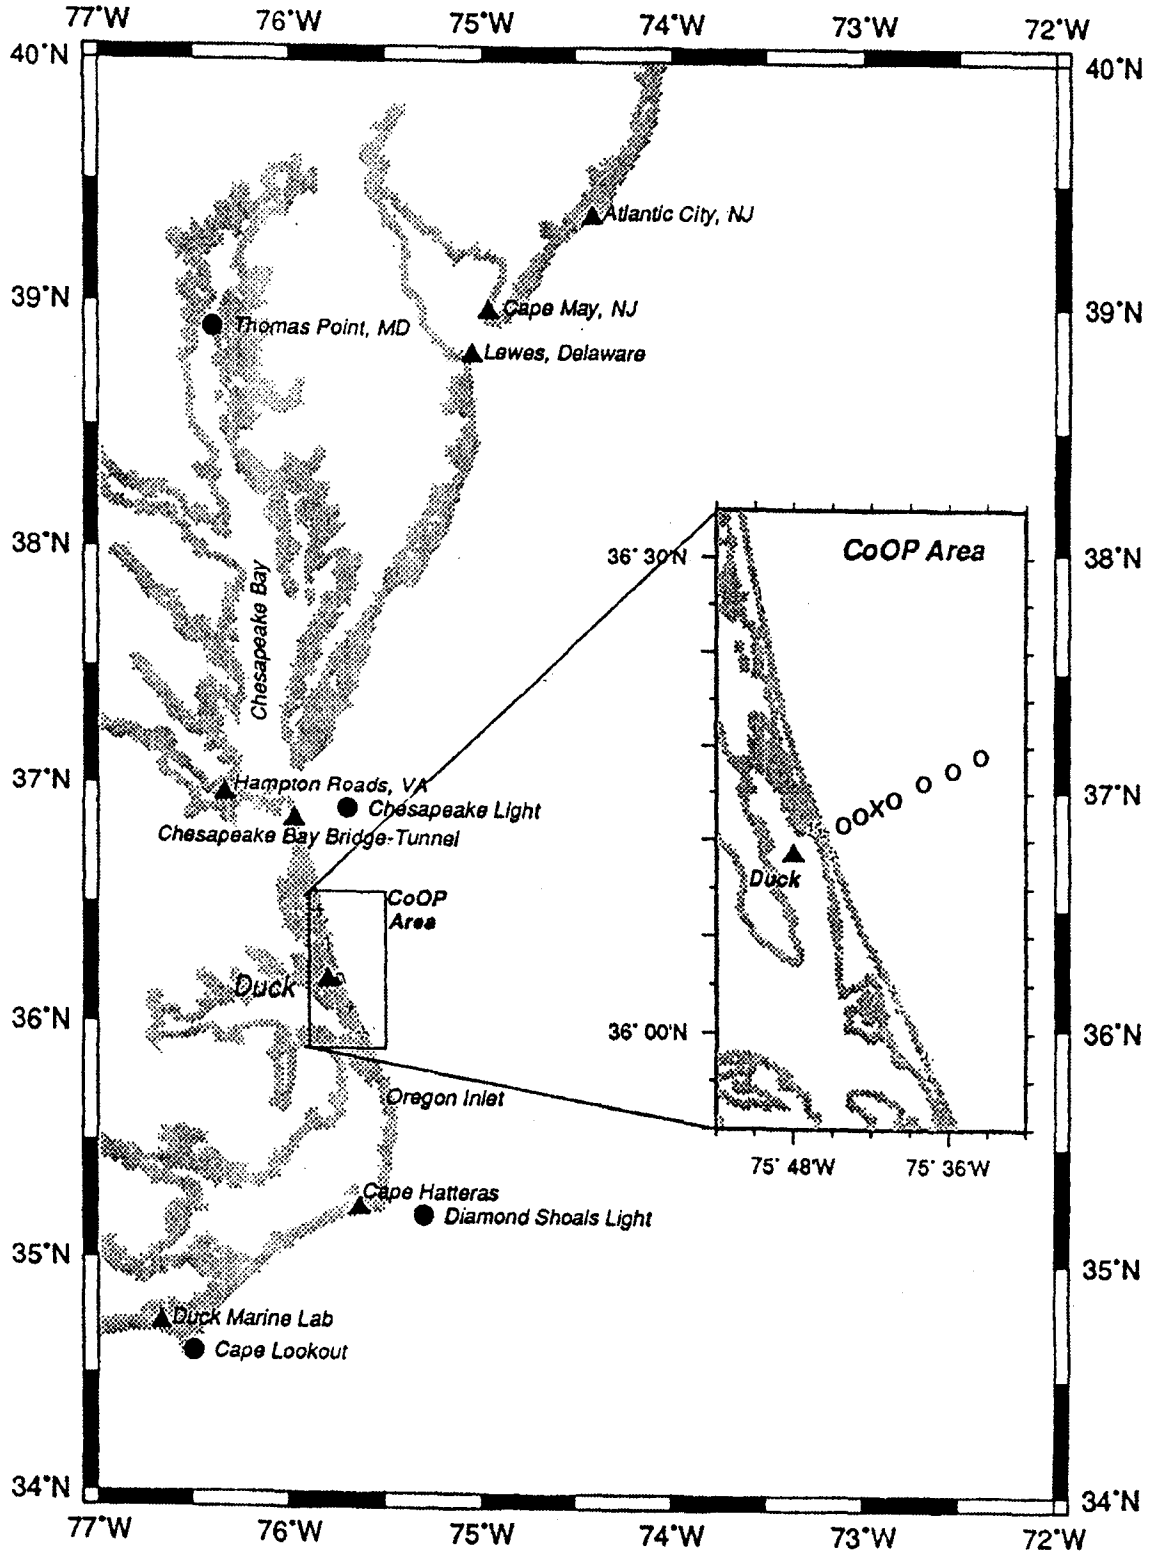 77°W 76°W 75°W 74°W 73°W 72°W
40°N 40°N
Atlantic City, NJ
39°N 39°N
Cape May, NJ
Thomas Point, MD
Lewes, Delaware
38°N 38°N
36° 30'N
CoOP Area
Chesapeake Bay
37°N 37°N
Hampton Roads, VA
Chesapeake Light
Chesapeake Bay Bridge-Tunnel
ooxo o o o
Duck
CoOP
Area
Duck
36°N 36°N
36° 00'N
Oregon Inlet
75° 48'W 75° 36'W
Cape Hatteras
Diamond Shoals Light
35°N 35°N
Duck Marine Lab
Cape Lookout
34°N 34°N
77°W 76°W 75°W 74°W 73°W 72°W